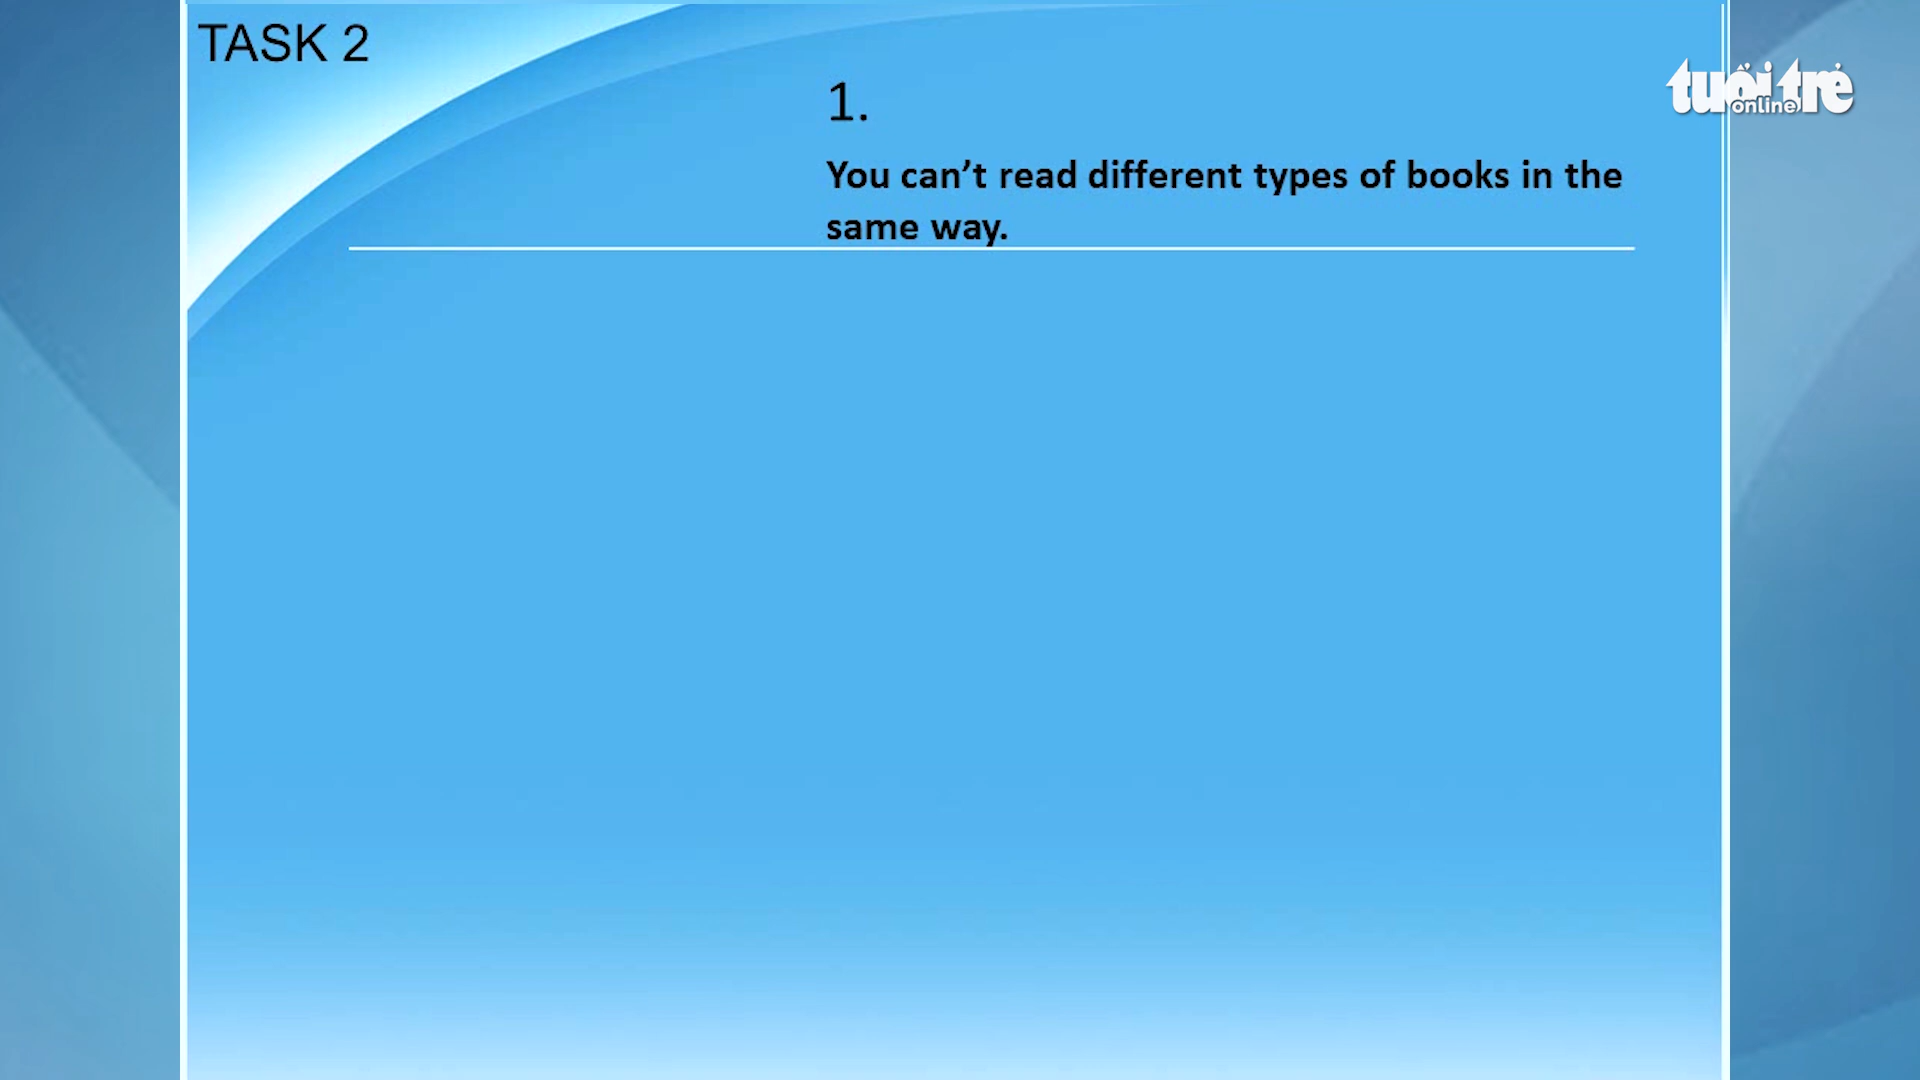 TASK 2
1.
tuổi trẻ
online
You can’t read different types of books in the
same way.